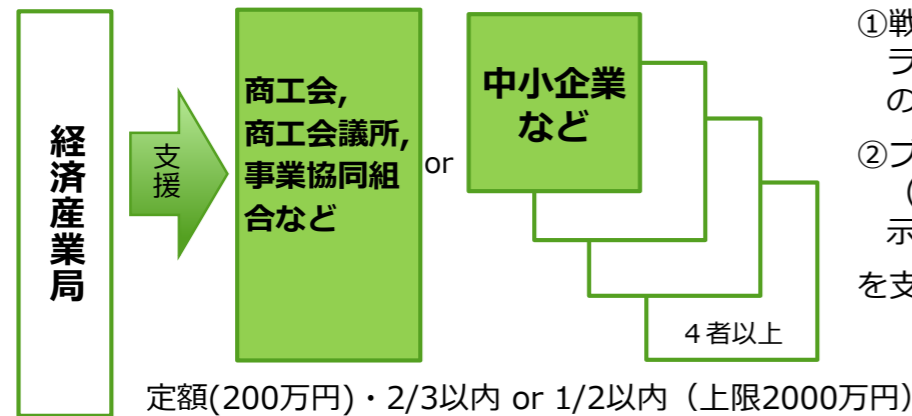 経済産業局
支援
商工会,
商工会議所,
事業協同組
合など
or
中小企業
など
4者以上
①戦
ラ
の
②ブ
(
示
を支
定額(200万円)・2/3以内 or 1/2以内(上限2000万円)